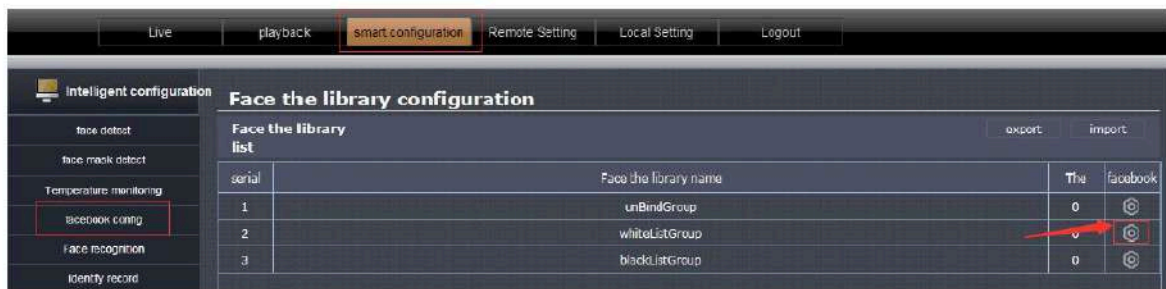 Live playback smart configuration Remote Setting Local Setting Logout
Intelligent configuration
Face the library configuration
face detect
Face the library list
export import
face mask detect
serial Face the library name The facebook
Temperature monitoring
1 unBindGroup 0
facebook config
2 whiteListGroup 0
Face recognition
3 blackListGroup 0
Identify record